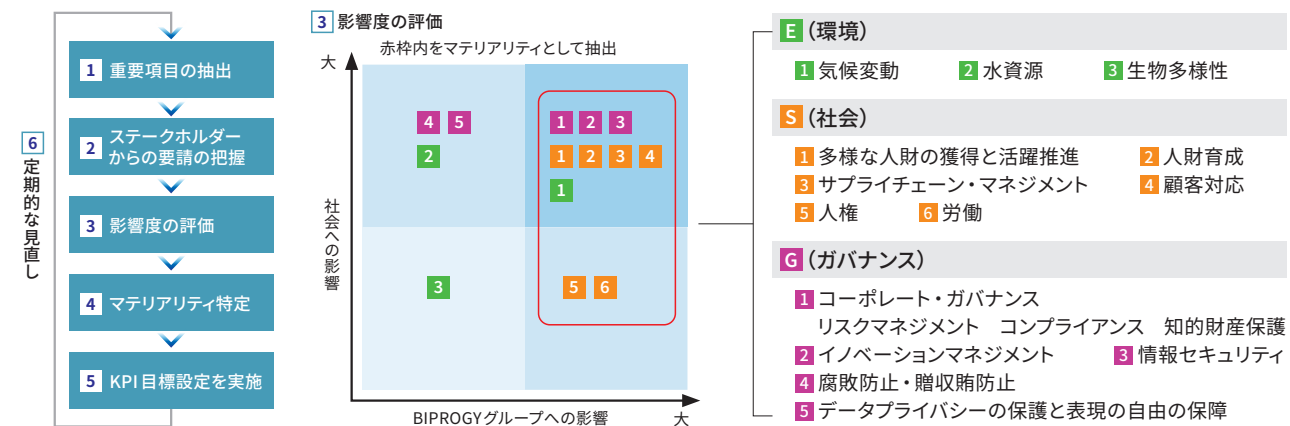 6 定期的な見直し
1 重要項目の抽出
2 ステークホルダー
からの要請の把握
3 影響度の評価
4 マテリアリティ特定
5 KPI目標設定を実施
3 影響度の評価
赤枠内をマテリアリティとして抽出
大
社会への影響
4 5
2
1 2 3
1 2 3 4
1
3
5 6
BIPROGYグループへの影響
大
E（環境）
1 気候変動 2 水資源 3 生物多様性
S（社会）
1 多様な人財の獲得と活躍推進 2 人財育成
3 サプライチェーン・マネジメント 4 顧客対応
5 人権 6 労働
G（ガバナンス）
1 コーポレート・ガバナンス
リスクマネジメント コンプライアンス 知的財産保護
2 イノベーションマネジメント 3 情報セキュリティ
4 腐敗防止・贈収賄防止
5 データプライバシーの保護と表現の自由の保障